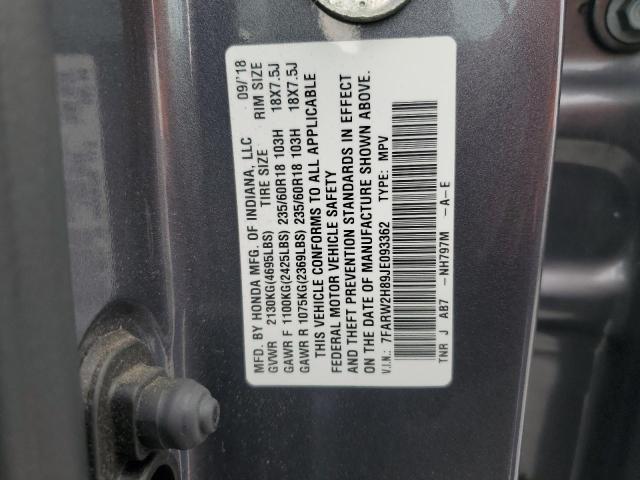 MFD. BY HONDA MFG. OF INDIANA, LLC 09/'18
GVWR 2130KG(4695LBS) TIRE SIZE RIM SIZE
GAWR F 1100KG(2425LBS) 235/60R18 103H 18X7.5J
GAWR R 1075KG(2369LBS) 235/60R18 103H 18X7.5J
THIS VEHICLE CONFORMS TO ALL APPLICABLE
FEDERAL MOTOR VEHICLE SAFETY
AND THEFT PREVENTION STANDARDS IN EFFECT
ON THE DATE OF MANUFACTURE SHOWN ABOVE.
V.I.N.: 7FARW2H89JE093362 TYPE: MPV
TNR J AB7 -NH797M -A-E